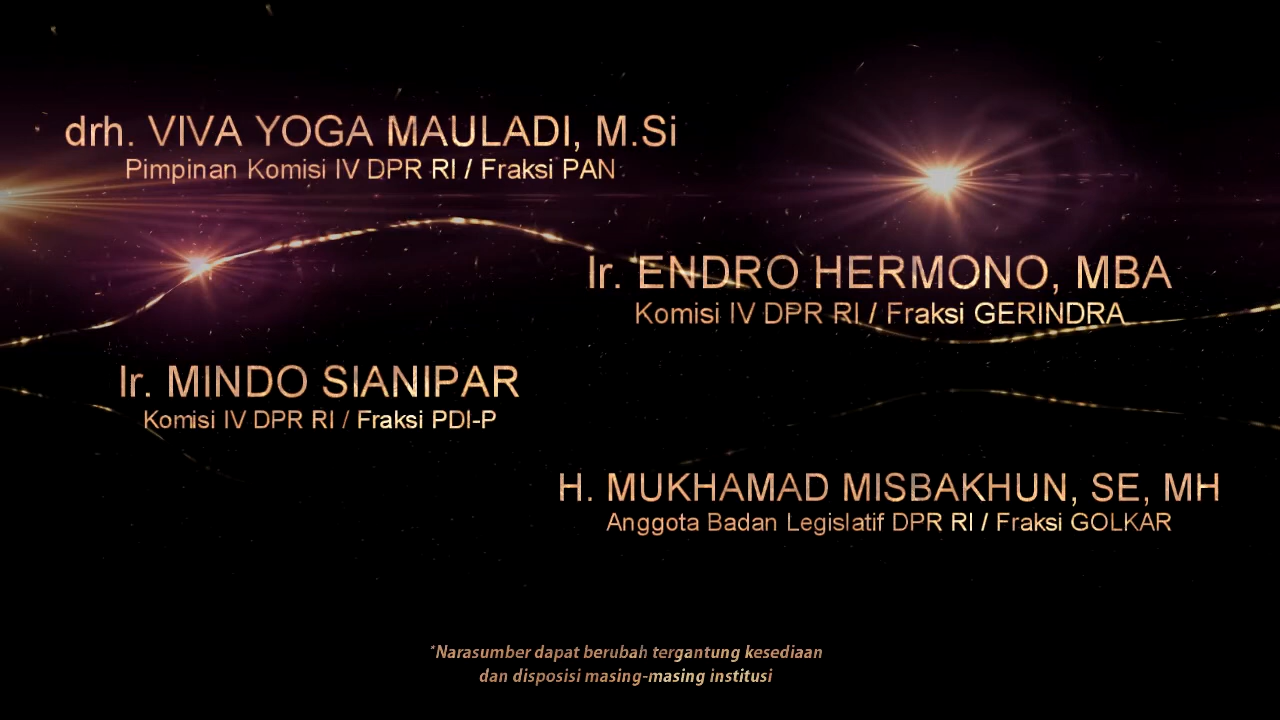 drh. VIVA YOGA MAULADI, M.Si
Pimpinan Komisi IV DPR RI / Fraksi PAN
Ir. ENDRO HERMONO, MBA
Komisi IV DPR RI / Fraksi GERINDRA
Ir. MINDO SIANIPAR
Komisi IV DPR RI / Fraksi PDI-P
H. MUKHAMAD MISBAKHUN, SE, MH
Anggota Badan Legislatif DPR RI / Fraksi GOLKAR
*Narasumber dapat berubah tergantung kesediaan
dan disposisi masing-masing institusi